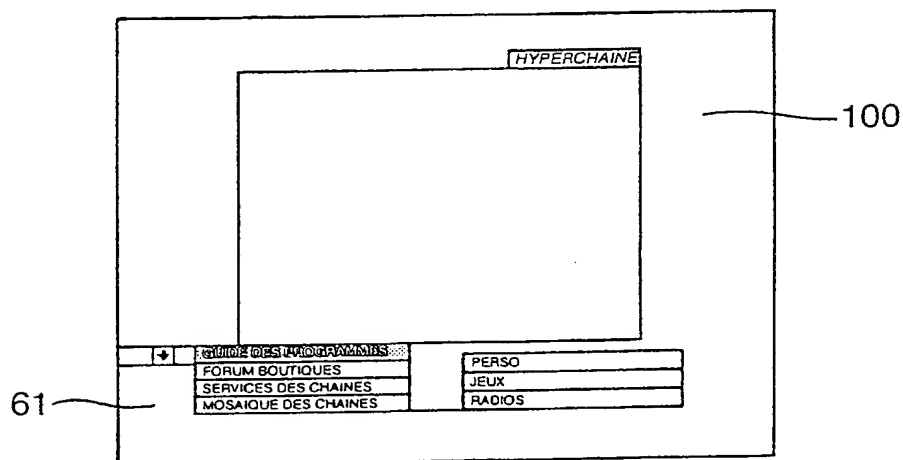 HYPERCHAINE
100
GUIDE DES PROGRAMMES
FORUM BOUTIQUES
SERVICES DES CHAINES
MOSAIQUE DES CHAINES
PERSO
JEUX
RADIOS
61